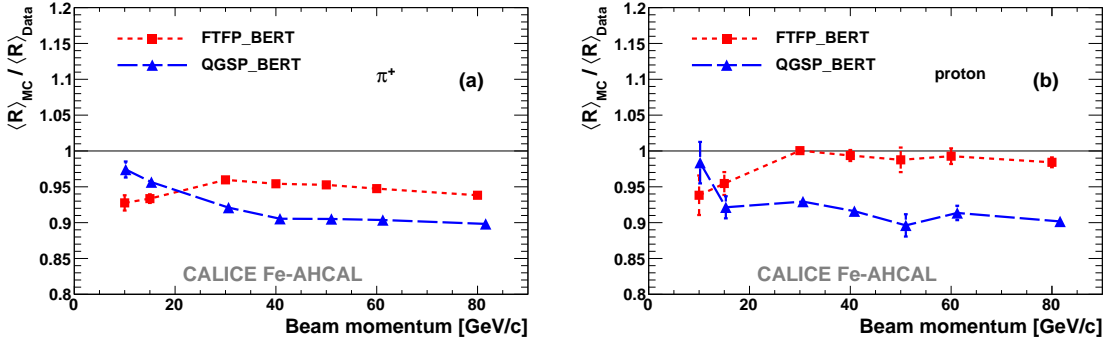 ⟨R⟩MC / ⟨R⟩Data
1.2
1.15
1.1
1.05
1
0.95
0.9
0.85
0.8
FTFP_BERT
QGSP_BERT
π+
(a)
CALICE Fe-AHCAL
0 20 40 60 80
Beam momentum [GeV/c]
⟨R⟩MC / ⟨R⟩Data
1.2
1.15
1.1
1.05
1
0.95
0.9
0.85
0.8
FTFP_BERT
QGSP_BERT
proton
(b)
CALICE Fe-AHCAL
0 20 40 60 80
Beam momentum [GeV/c]